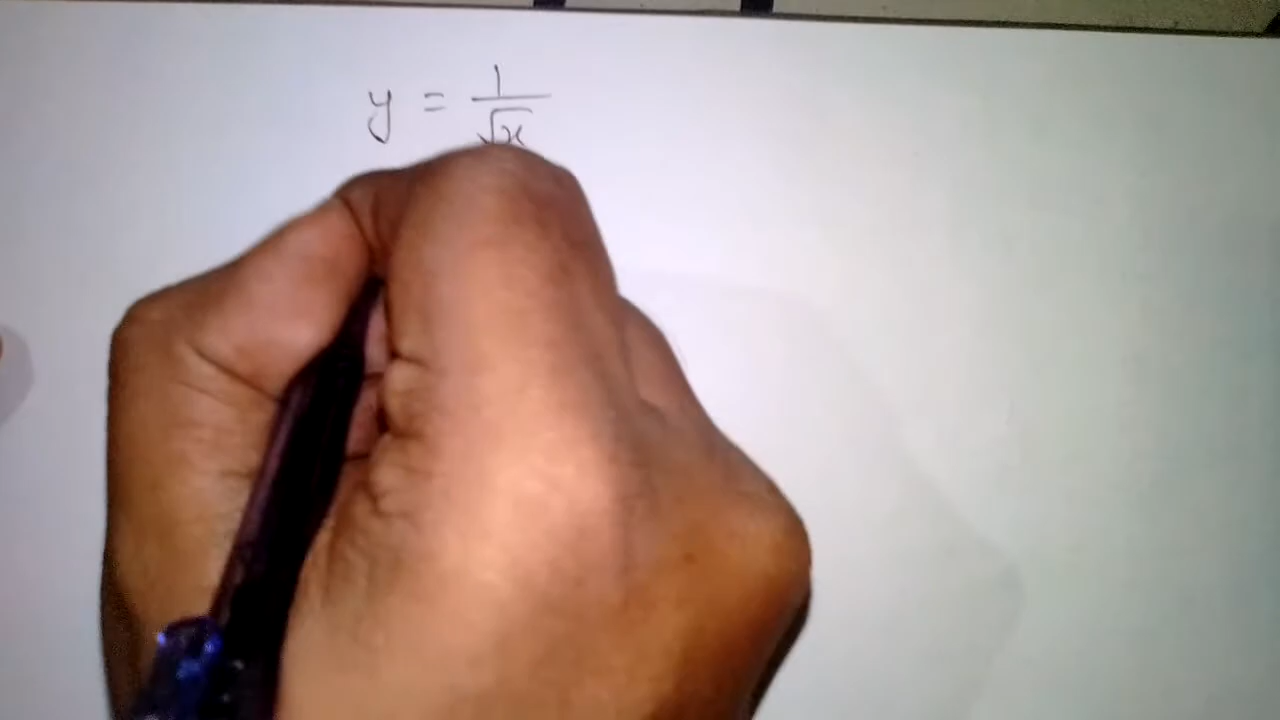 y = 1/√x